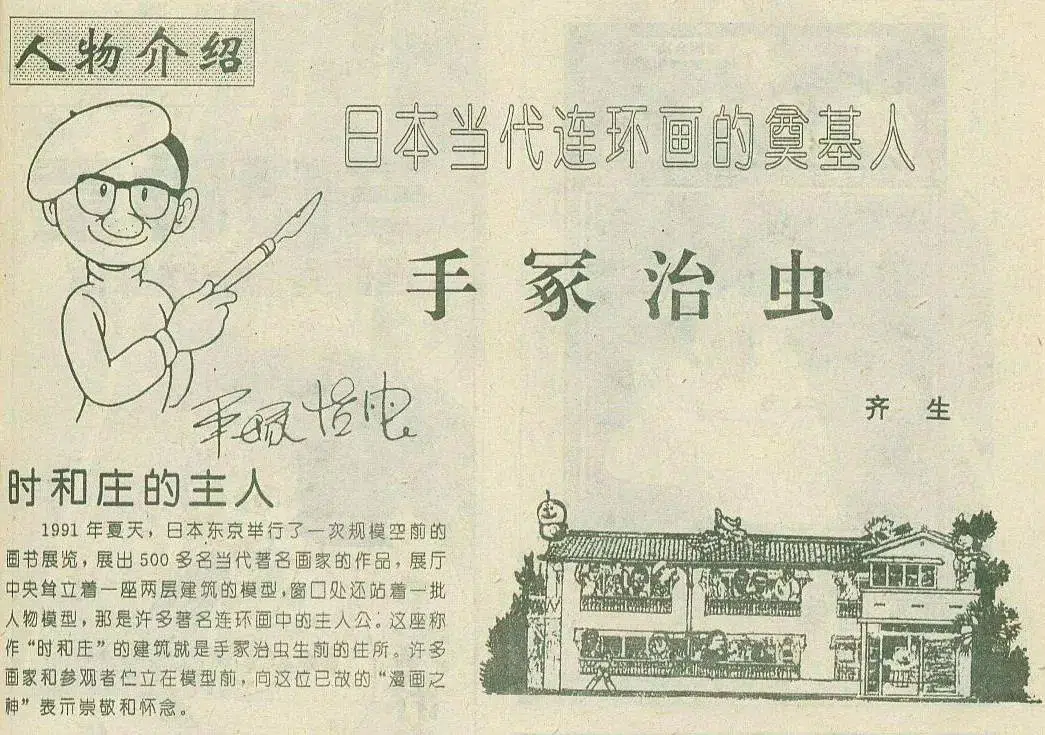 人物介绍
日本当代连环画的奠基人
手冢治虫
齐生
手塚治虫
时和庄的主人
1991年夏天，日本东京举行了一次规模空前的
画书展览，展出500多名当代著名画家的作品，展厅
中央耸立着一座两层建筑的模型，窗口处还站着一批
人物模型，那是许多著名连环画中的主人公。这座称
作“时和庄”的建筑就是手冢治虫生前的住所。许多
画家和参观者伫立在模型前，向这位已故的“漫画之
神”表示崇敬和怀念。